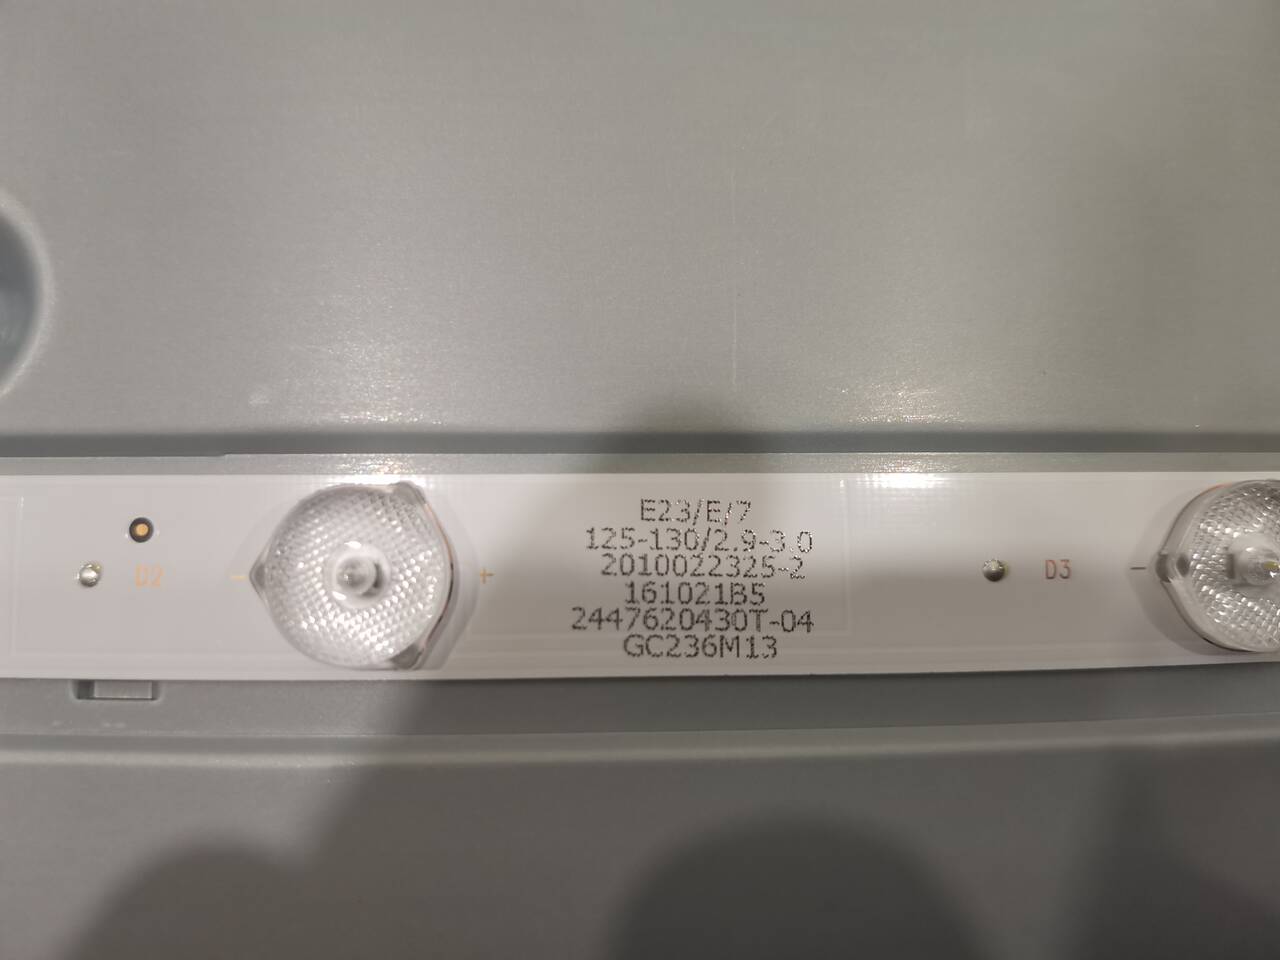 E23/E/7
125-130/2.9-3.0
2010022325-2
161021B5
2447620430T-04
GC236M13
D2
- +
D3
-